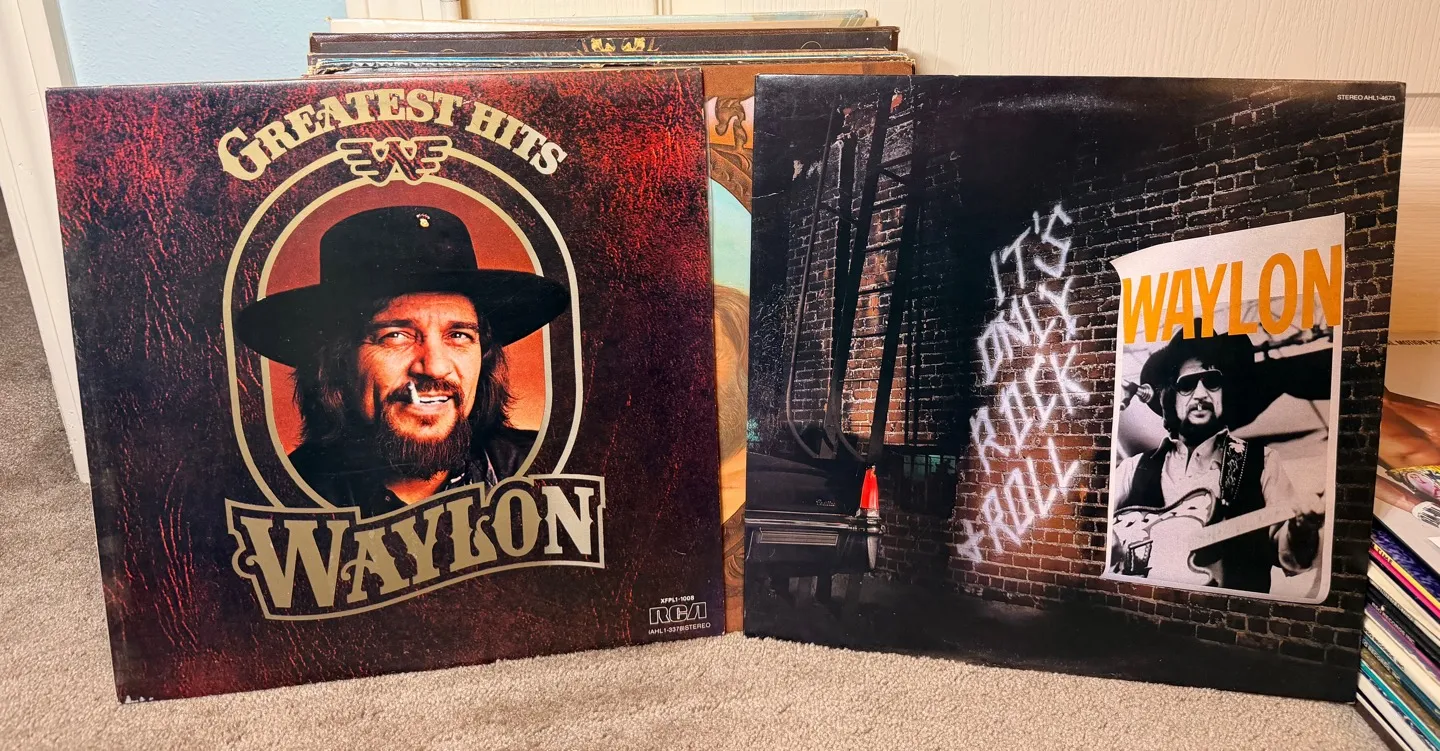 GREATEST HITS
W
WAYLON
XFPL1-1008
RCA
(AHL1-3378) STEREO
STEREO AHL1-4673
IT'S
ONLY
ROCK
+ ROLL
WAYLON